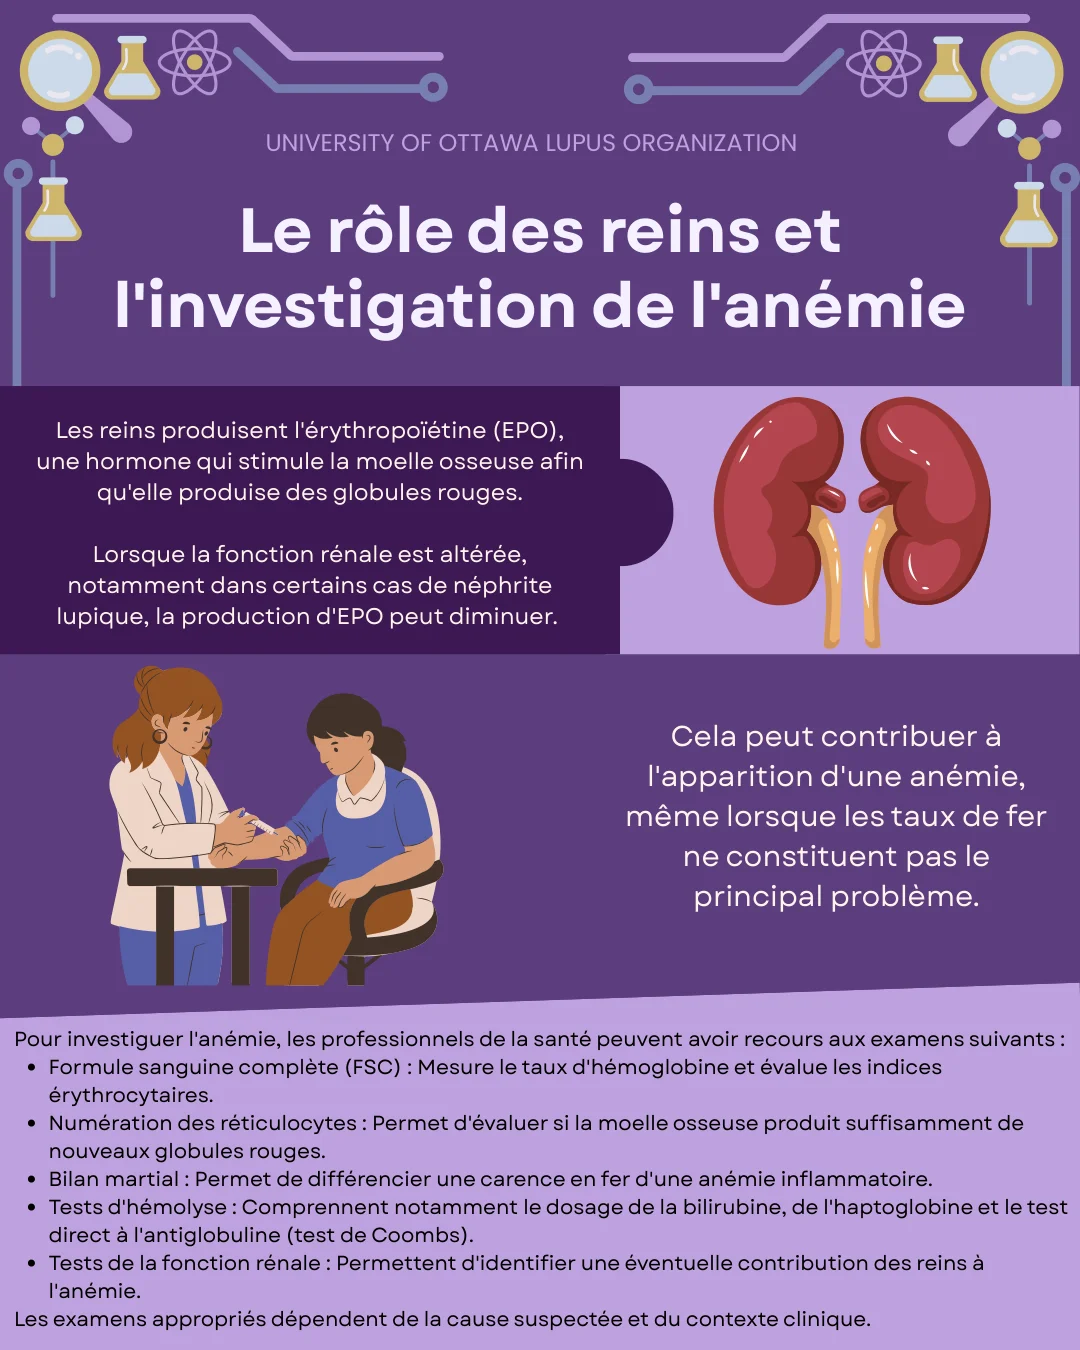 UNIVERSITY OF OTTAWA LUPUS ORGANIZATION
Le rôle des reins et
l'investigation de l'anémie
Les reins produisent l'érythropoïétine (EPO),
une hormone qui stimule la moelle osseuse afin
qu'elle produise des globules rouges.
Lorsque la fonction rénale est altérée,
notamment dans certains cas de néphrite
lupique, la production d'EPO peut diminuer.
Cela peut contribuer à
l'apparition d'une anémie,
même lorsque les taux de fer
ne constituent pas le
principal problème.
Pour investiguer l'anémie, les professionnels de la santé peuvent avoir recours aux examens suivants :
• Formule sanguine complète (FSC) : Mesure le taux d'hémoglobine et évalue les indices
érythrocytaires.
• Numération des réticulocytes : Permet d'évaluer si la moelle osseuse produit suffisamment de
nouveaux globules rouges.
• Bilan martial : Permet de différencier une carence en fer d'une anémie inflammatoire.
• Tests d'hémolyse : Comprennent notamment le dosage de la bilirubine, de l'haptoglobine et le test
direct à l'antiglobuline (test de Coombs).
• Tests de la fonction rénale : Permettent d'identifier une éventuelle contribution des reins à
l'anémie.
Les examens appropriés dépendent de la cause suspectée et du contexte clinique.